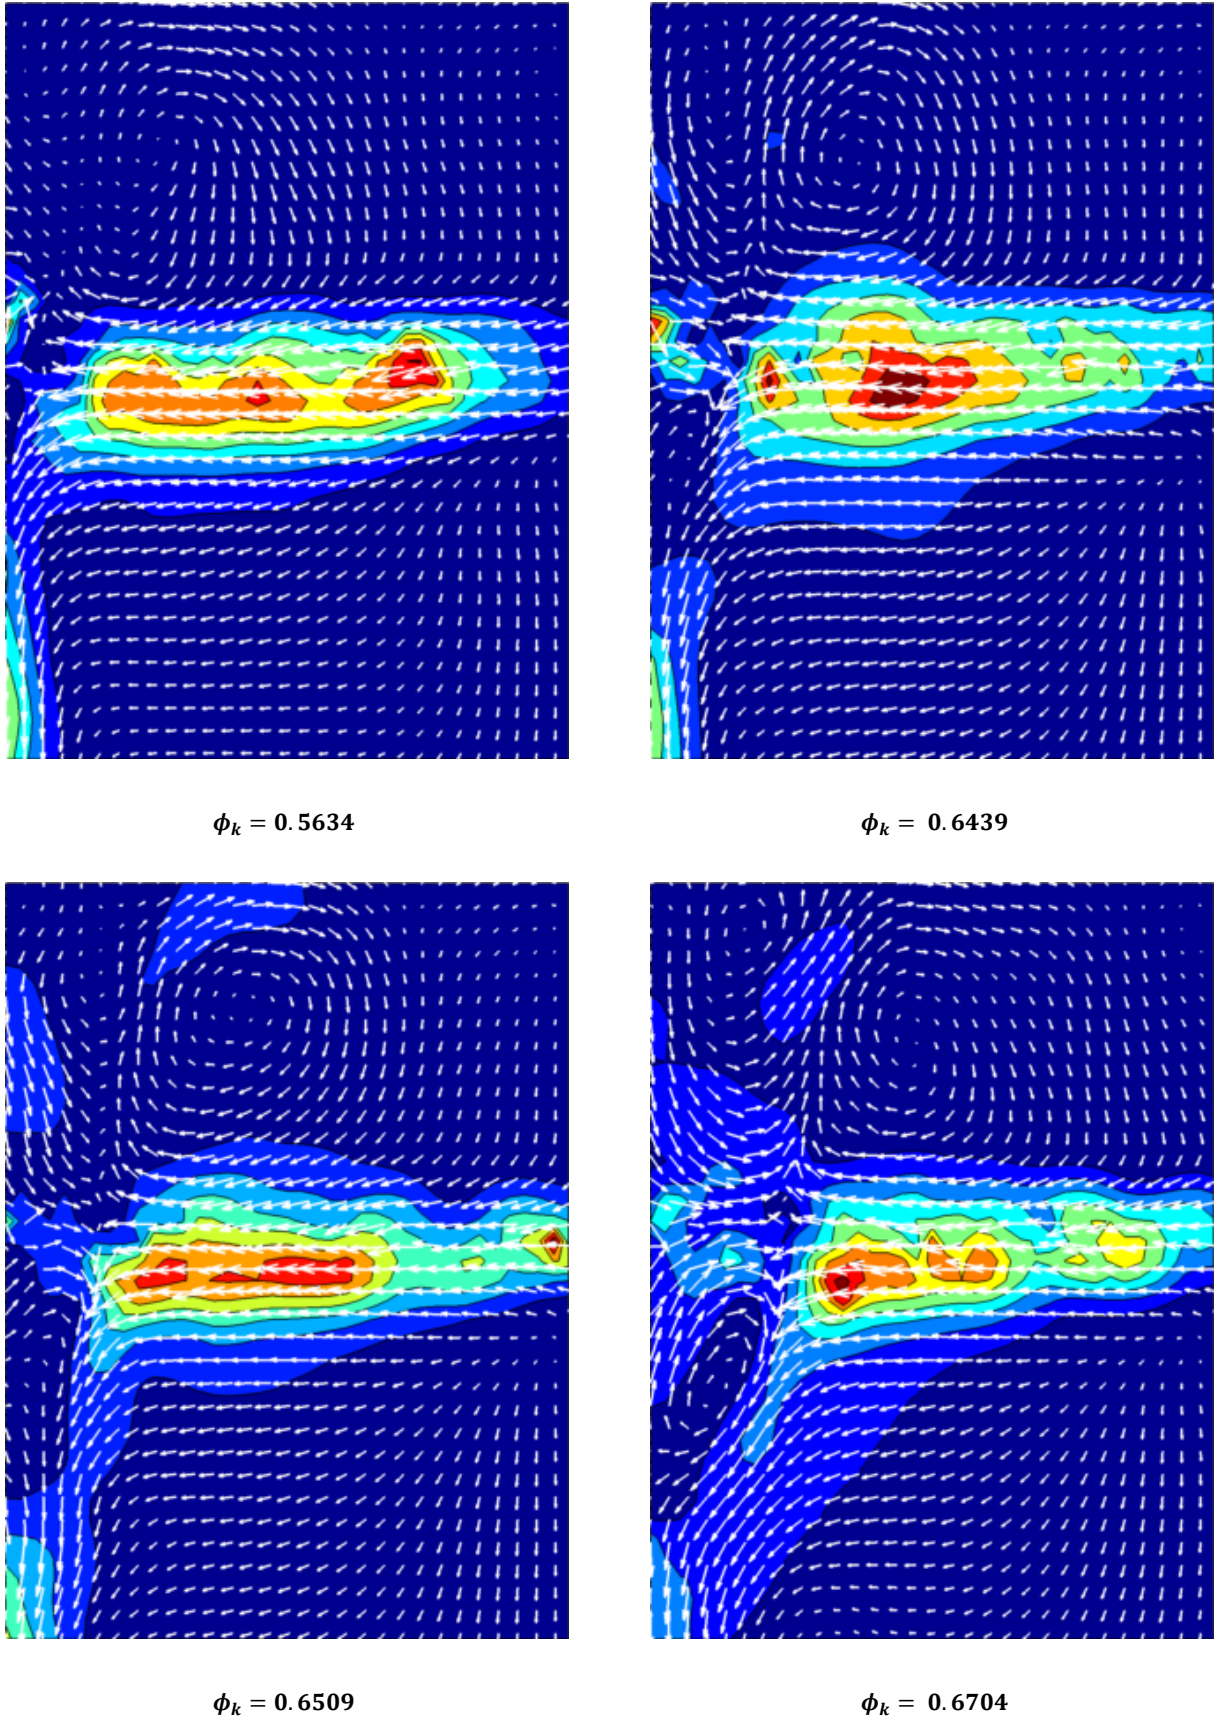 ϕₖ = 0.5634
ϕₖ = 0.6439
ϕₖ = 0.6509
ϕₖ = 0.6704